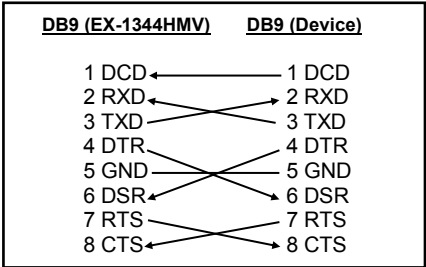 DB9 (EX-1344HMV) DB9 (Device)
1 DCD 1 DCD
2 RXD 2 RXD
3 TXD 3 TXD
4 DTR 4 DTR
5 GND 5 GND
6 DSR 6 DSR
7 RTS 7 RTS
8 CTS 8 CTS